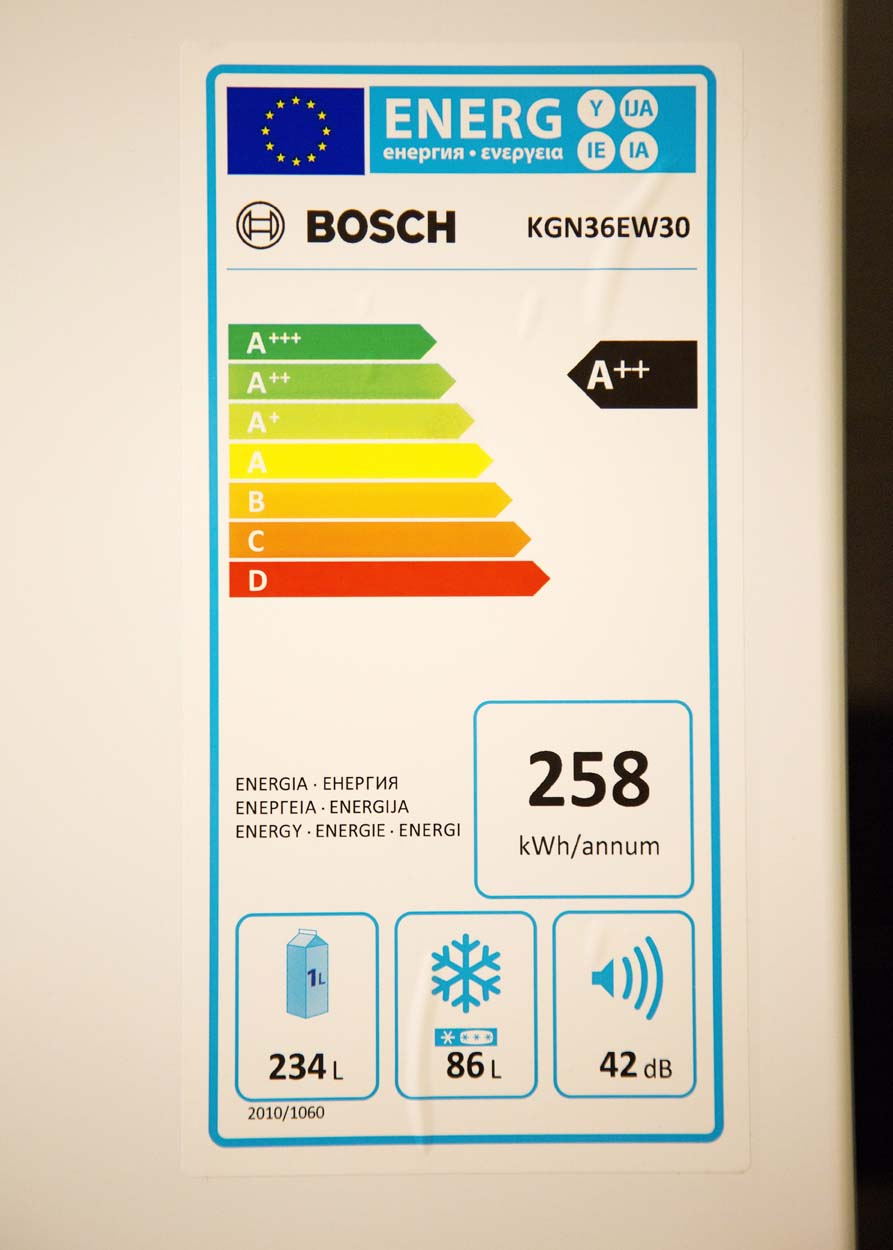 ENERG Y IJA
енергия · ενεργεια IE IA
BOSCH KGN36EW30
A+++
A++
A++
A+
A
B
C
D
258
kWh/annum
ENERGIA · ЕНЕРГИЯ
ΕΝΕΡΓΕΙΑ · ENERGIJA
ENERGY · ENERGIE · ENERGI
1L
234 L
86 L
42 dB
2010/1060